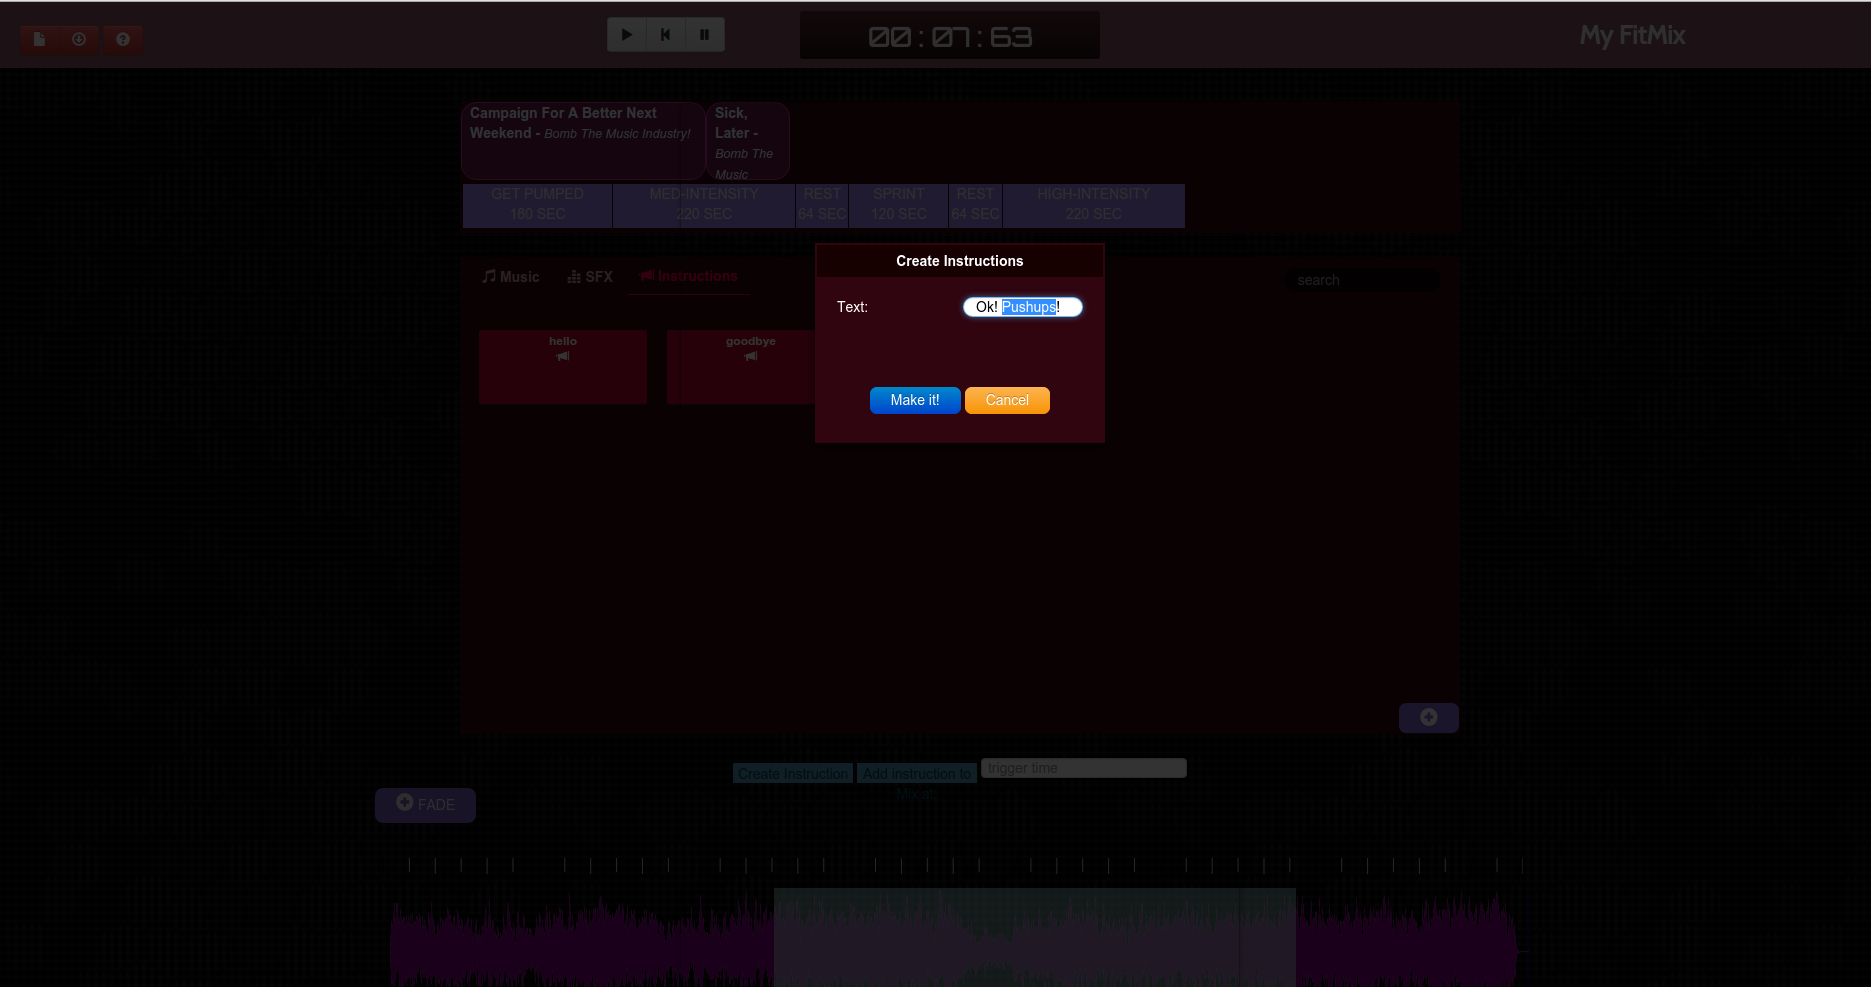 00:07:63
My FitMix
Campaign For A Better Next
Weekend - Bomb The Music Industry!
Sick,
Later -
Bomb The
Music
GET PUMPED
180 SEC
MED-INTENSITY
220 SEC
REST
64 SEC
SPRINT
120 SEC
REST
64 SEC
HIGH-INTENSITY
220 SEC
Music
SFX
Instructions
search
hello
goodbye
Create Instructions
Text:
Ok! Pushups!
Make it!
Cancel
Create Instruction
Add instruction to
Mix at:
trigger time
FADE